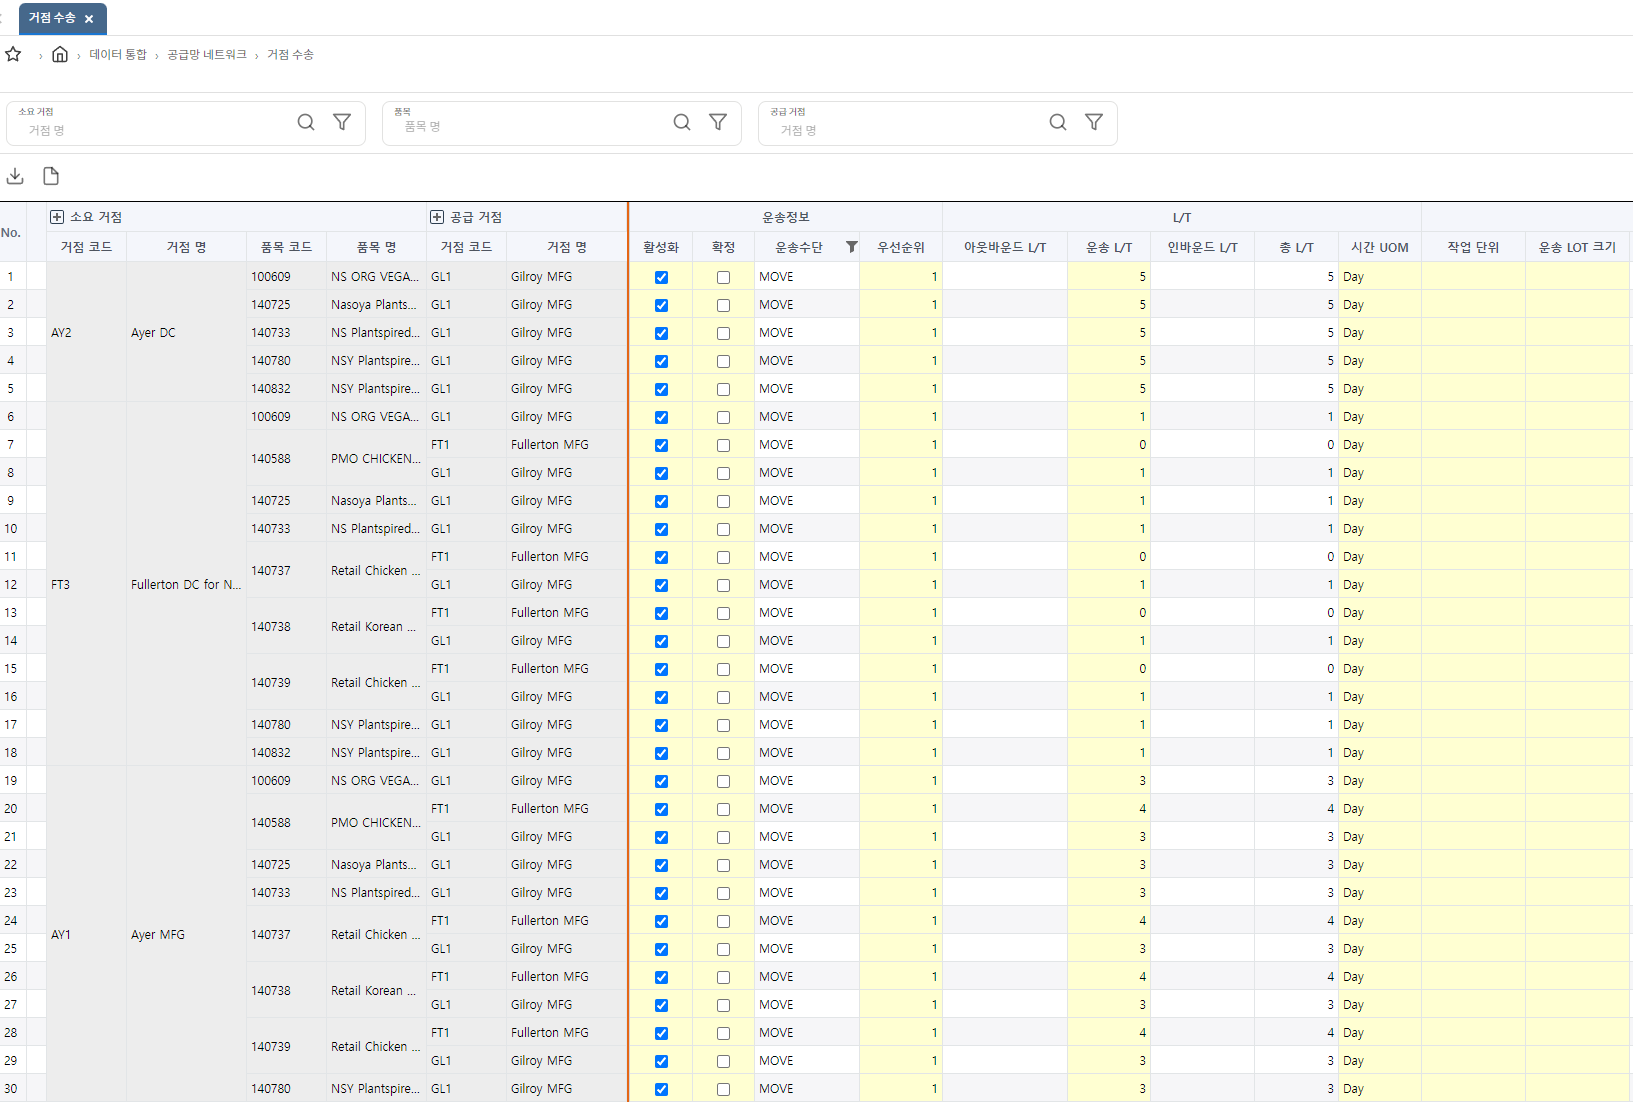 거점 수송 ×
› 데이터 통합 › 공급망 네트워크 › 거점 수송
소요 거점 품목 공급 거점
거점 명 품목 명 거점 명
No. 소요 거점 공급 거점 운송정보 L/T
거점 코드 거점 명 품목 코드 품목 명 거점 코드 거점 명 활성화 확정 운송수단 우선순위 아웃바운드 L/T 운송 L/T 인바운드 L/T 총 L/T 시간 UOM 작업 단위 운송 LOT 크기
1 100609 NS ORG VEGA... GL1 Gilroy MFG MOVE 1 5 5 Day
2 140725 Nasoya Plants... GL1 Gilroy MFG MOVE 1 5 5 Day
3 AY2 Ayer DC 140733 NS Plantspired... GL1 Gilroy MFG MOVE 1 5 5 Day
4 140780 NSY Plantspire... GL1 Gilroy MFG MOVE 1 5 5 Day
5 140832 NSY Plantspire... GL1 Gilroy MFG MOVE 1 5 5 Day
6 100609 NS ORG VEGA... GL1 Gilroy MFG MOVE 1 1 1 Day
7 140588 PMO CHICKEN... FT1 Fullerton MFG MOVE 1 0 0 Day
8 GL1 Gilroy MFG MOVE 1 1 1 Day
9 140725 Nasoya Plants... GL1 Gilroy MFG MOVE 1 1 1 Day
10 140733 NS Plantspired... GL1 Gilroy MFG MOVE 1 1 1 Day
11 140737 Retail Chicken ... FT1 Fullerton MFG MOVE 1 0 0 Day
12 FT3 Fullerton DC for N... GL1 Gilroy MFG MOVE 1 1 1 Day
13 140738 Retail Korean ... FT1 Fullerton MFG MOVE 1 0 0 Day
14 GL1 Gilroy MFG MOVE 1 1 1 Day
15 140739 Retail Chicken ... FT1 Fullerton MFG MOVE 1 0 0 Day
16 GL1 Gilroy MFG MOVE 1 1 1 Day
17 140780 NSY Plantspire... GL1 Gilroy MFG MOVE 1 1 1 Day
18 140832 NSY Plantspire... GL1 Gilroy MFG MOVE 1 1 1 Day
19 100609 NS ORG VEGA... GL1 Gilroy MFG MOVE 1 3 3 Day
20 140588 PMO CHICKEN... FT1 Fullerton MFG MOVE 1 4 4 Day
21 GL1 Gilroy MFG MOVE 1 3 3 Day
22 140725 Nasoya Plants... GL1 Gilroy MFG MOVE 1 3 3 Day
23 140733 NS Plantspired... GL1 Gilroy MFG MOVE 1 3 3 Day
24 AY1 Ayer MFG 140737 Retail Chicken ... FT1 Fullerton MFG MOVE 1 4 4 Day
25 GL1 Gilroy MFG MOVE 1 3 3 Day
26 140738 Retail Korean ... FT1 Fullerton MFG MOVE 1 4 4 Day
27 GL1 Gilroy MFG MOVE 1 3 3 Day
28 140739 Retail Chicken ... FT1 Fullerton MFG MOVE 1 4 4 Day
29 GL1 Gilroy MFG MOVE 1 3 3 Day
30 140780 NSY Plantspire... GL1 Gilroy MFG MOVE 1 3 3 Day